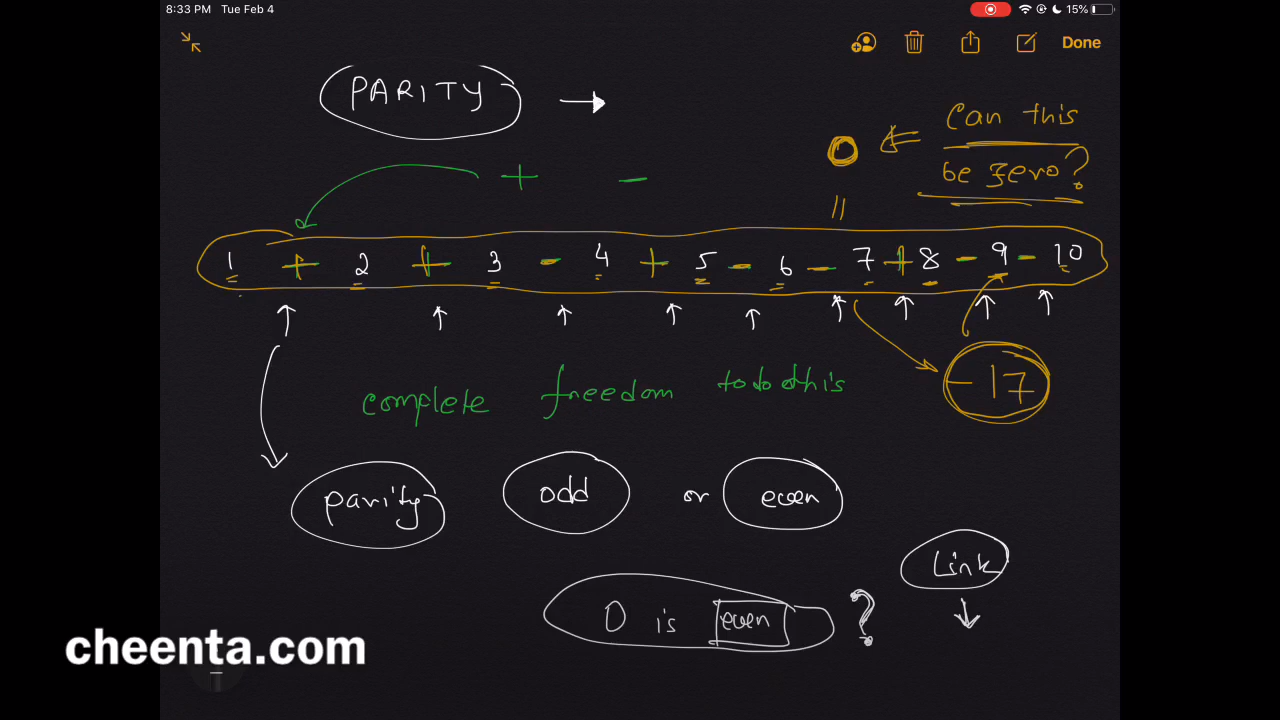 8:33 PM Tue Feb 4
15%
Done
PARITY →
Can this
be zero?
0 ⇐
+ -
||
1 + 2 + 3 - 4 + 5 - 6 - 7 + 8 - 9 - 10
-17
complete freedom to do this
parity odd or even
Link
0 is even ?
cheenta.com